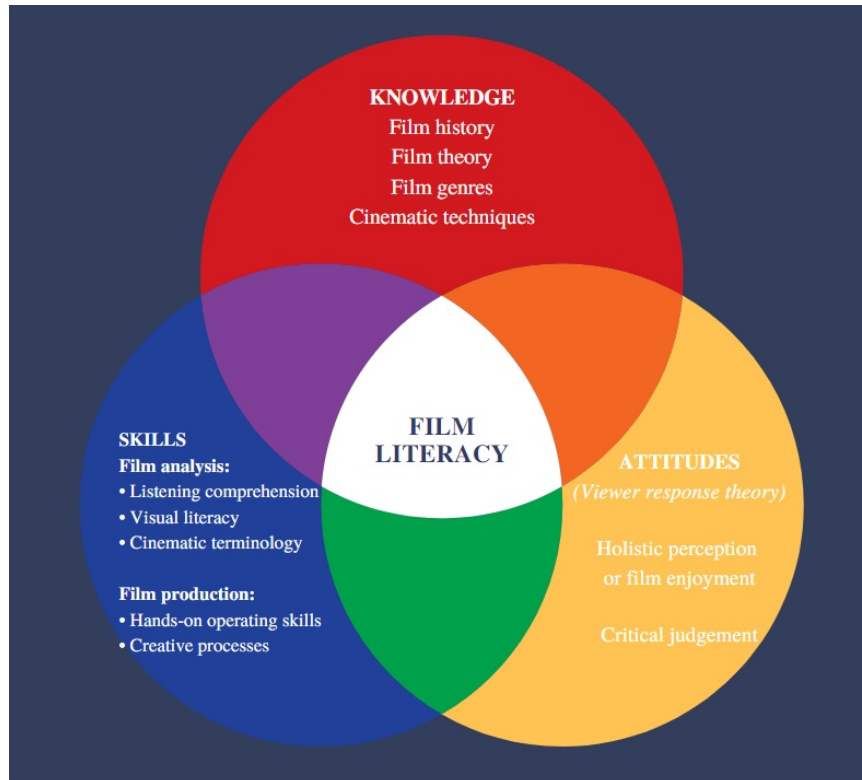 KNOWLEDGE
Film history
Film theory
Film genres
Cinematic techniques
FILM
LITERACY
SKILLS
Film analysis:
• Listening comprehension
• Visual literacy
• Cinematic terminology
Film production:
• Hands-on operating skills
• Creative processes
ATTITUDES
(Viewer response theory)
Holistic perception
or film enjoyment
Critical judgement